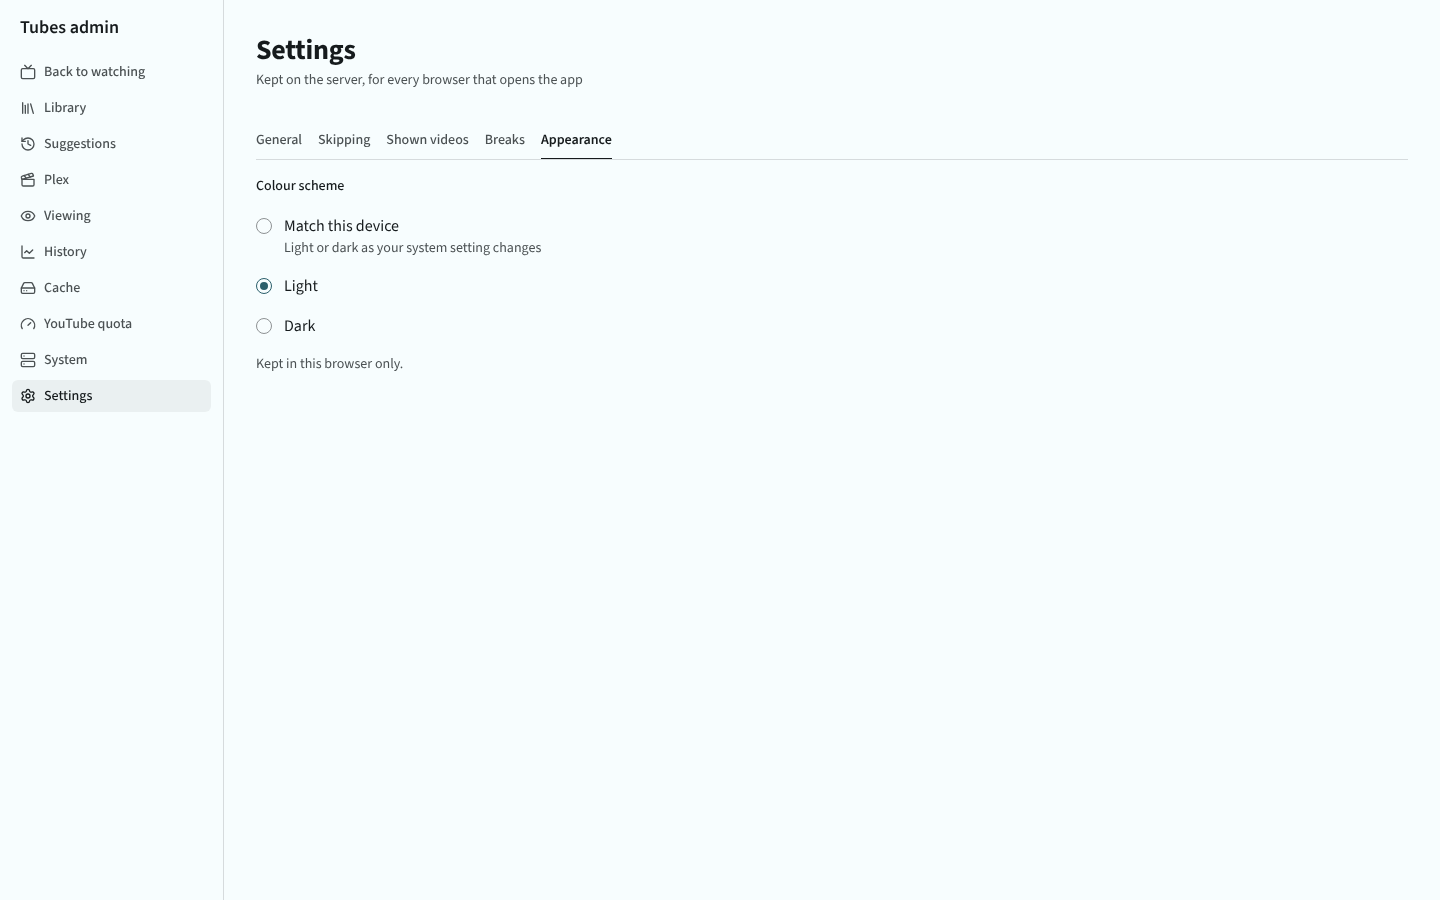 Tubes admin
Back to watching
Library
Suggestions
Plex
Viewing
History
Cache
YouTube quota
System
Settings
Settings
Kept on the server, for every browser that opens the app
General Skipping Shown videos Breaks Appearance
Colour scheme
Match this device
Light or dark as your system setting changes
Light
Dark
Kept in this browser only.